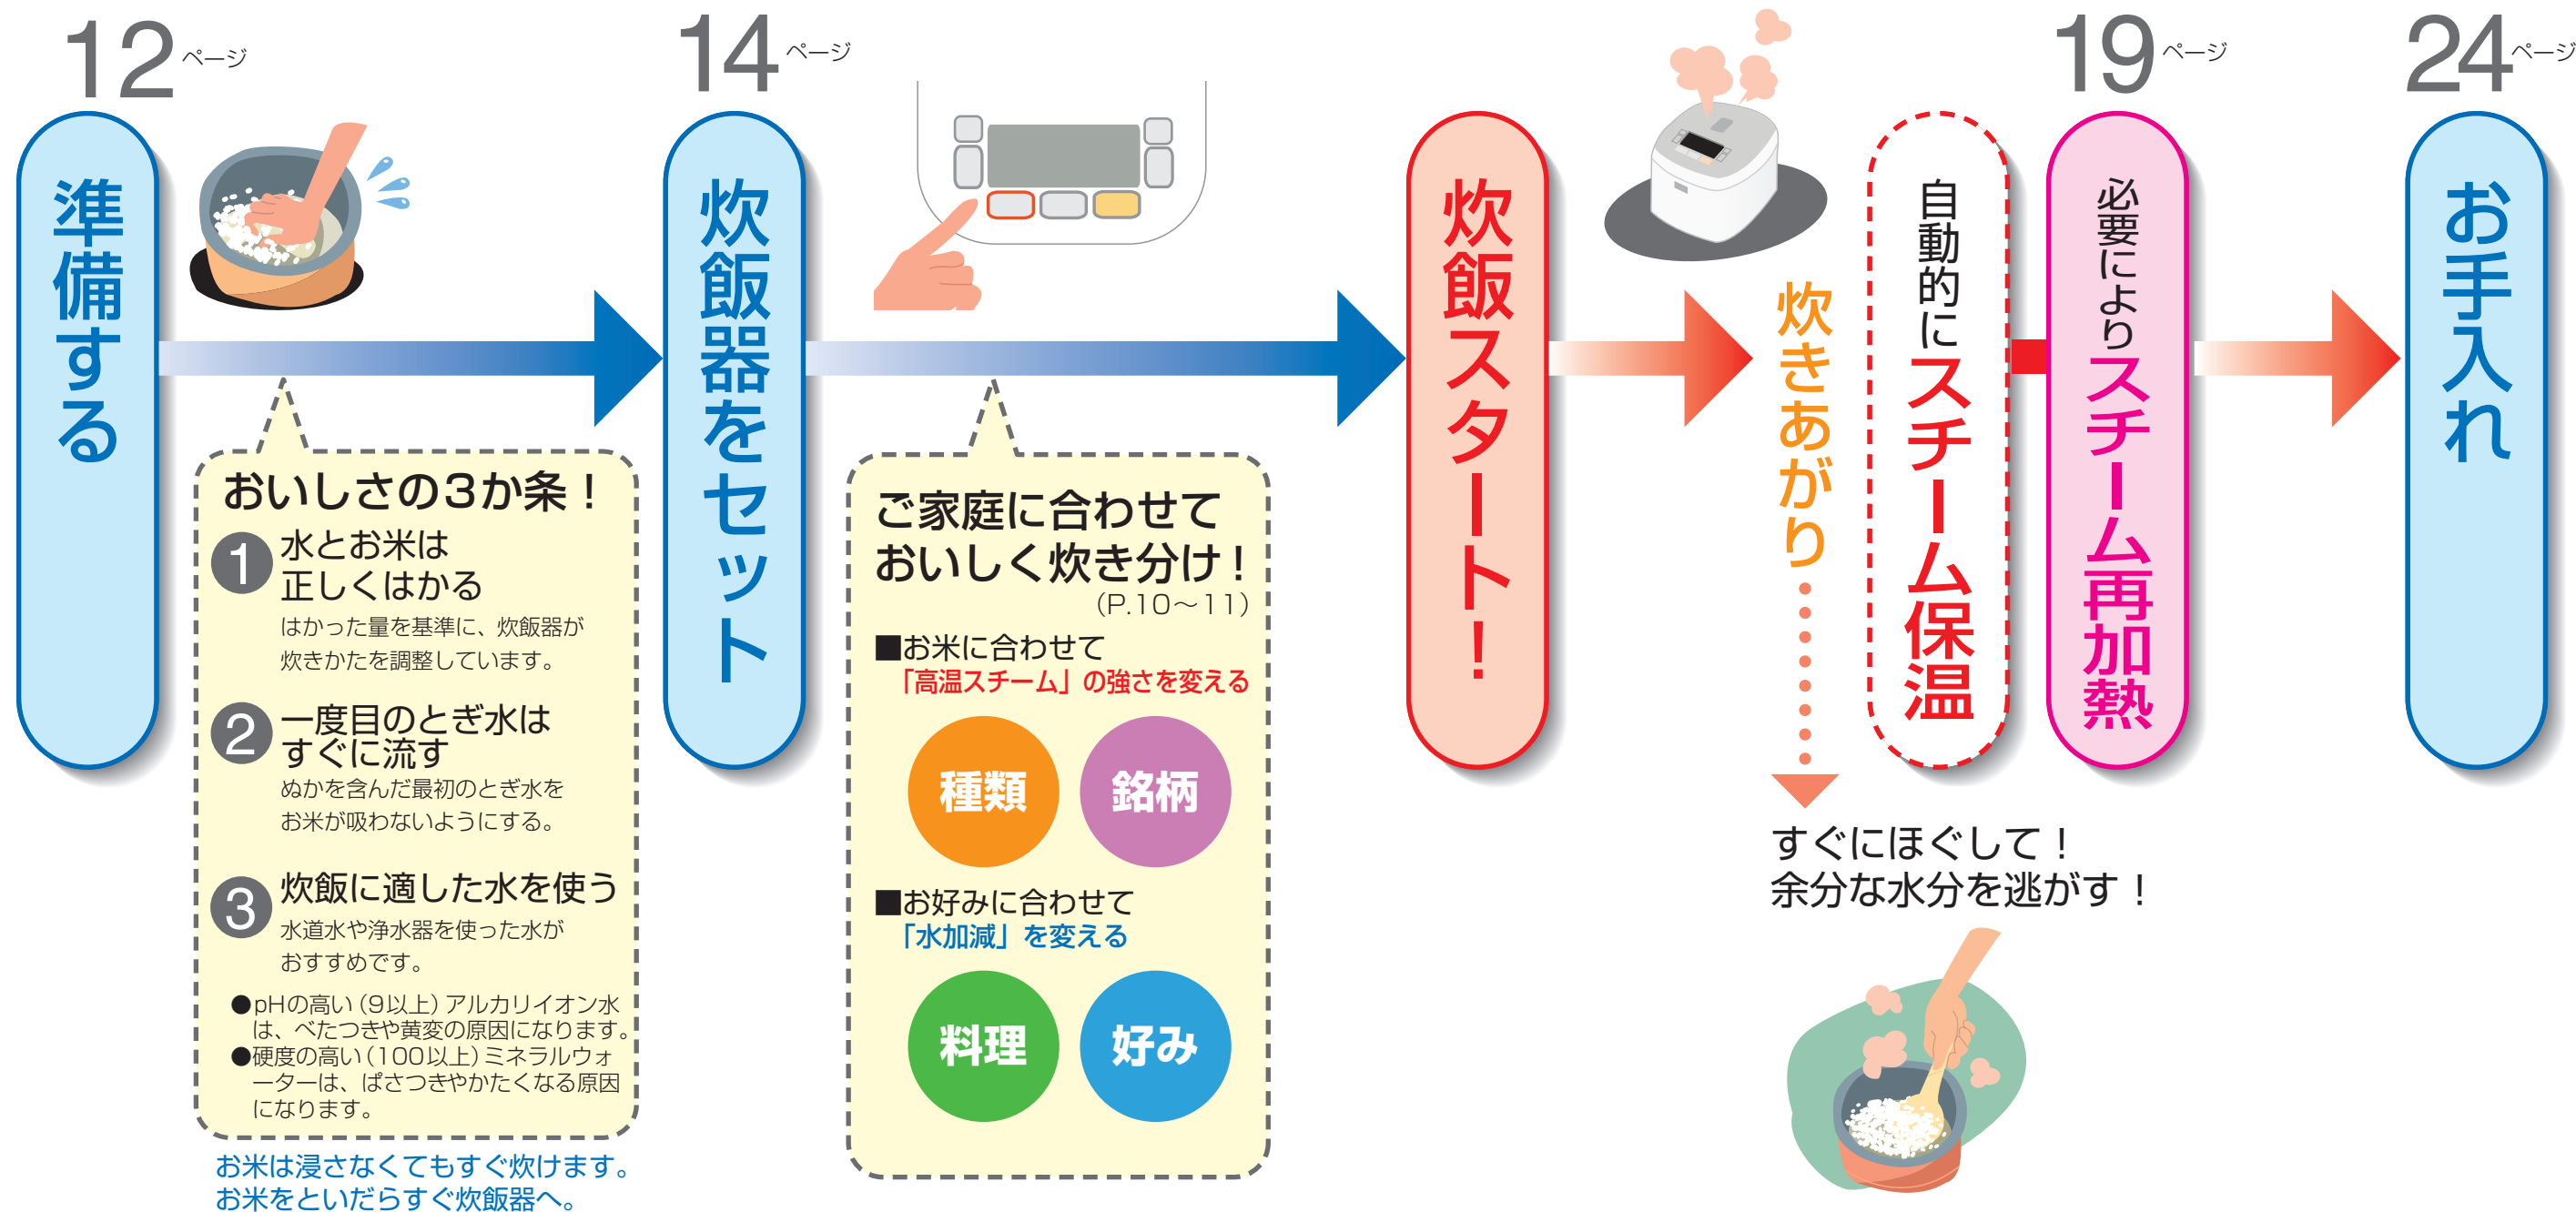 12ページ
準備する
おいしさの3か条！
1 水とお米は
正しくはかる
はかった量を基準に、炊飯器が
炊きかたを調整しています。
2 一度目のとぎ水は
すぐに流す
ぬかを含んだ最初のとぎ水を
お米が吸わないようにする。
3 炊飯に適した水を使う
水道水や浄水器を使った水が
おすすめです。
●pHの高い（9以上）アルカリイオン水
は、べたつきや黄変の原因になります。
●硬度の高い（100以上）ミネラルウォ
ーターは、ぱさつきやかたくなる原因
になります。
お米は浸さなくてもすぐ炊けます。
お米をといだらすぐ炊飯器へ。
14ページ
炊飯器をセット
ご家庭に合わせて
おいしく炊き分け！
（P.10〜11）
■お米に合わせて
「高温スチーム」の強さを変える
種類
銘柄
■お好みに合わせて
「水加減」を変える
料理
好み
炊飯スタート！
炊きあがり
すぐにほぐして！
余分な水分を逃がす！
自動的にスチーム保温
19ページ
必要によりスチーム再加熱
24ページ
お手入れ